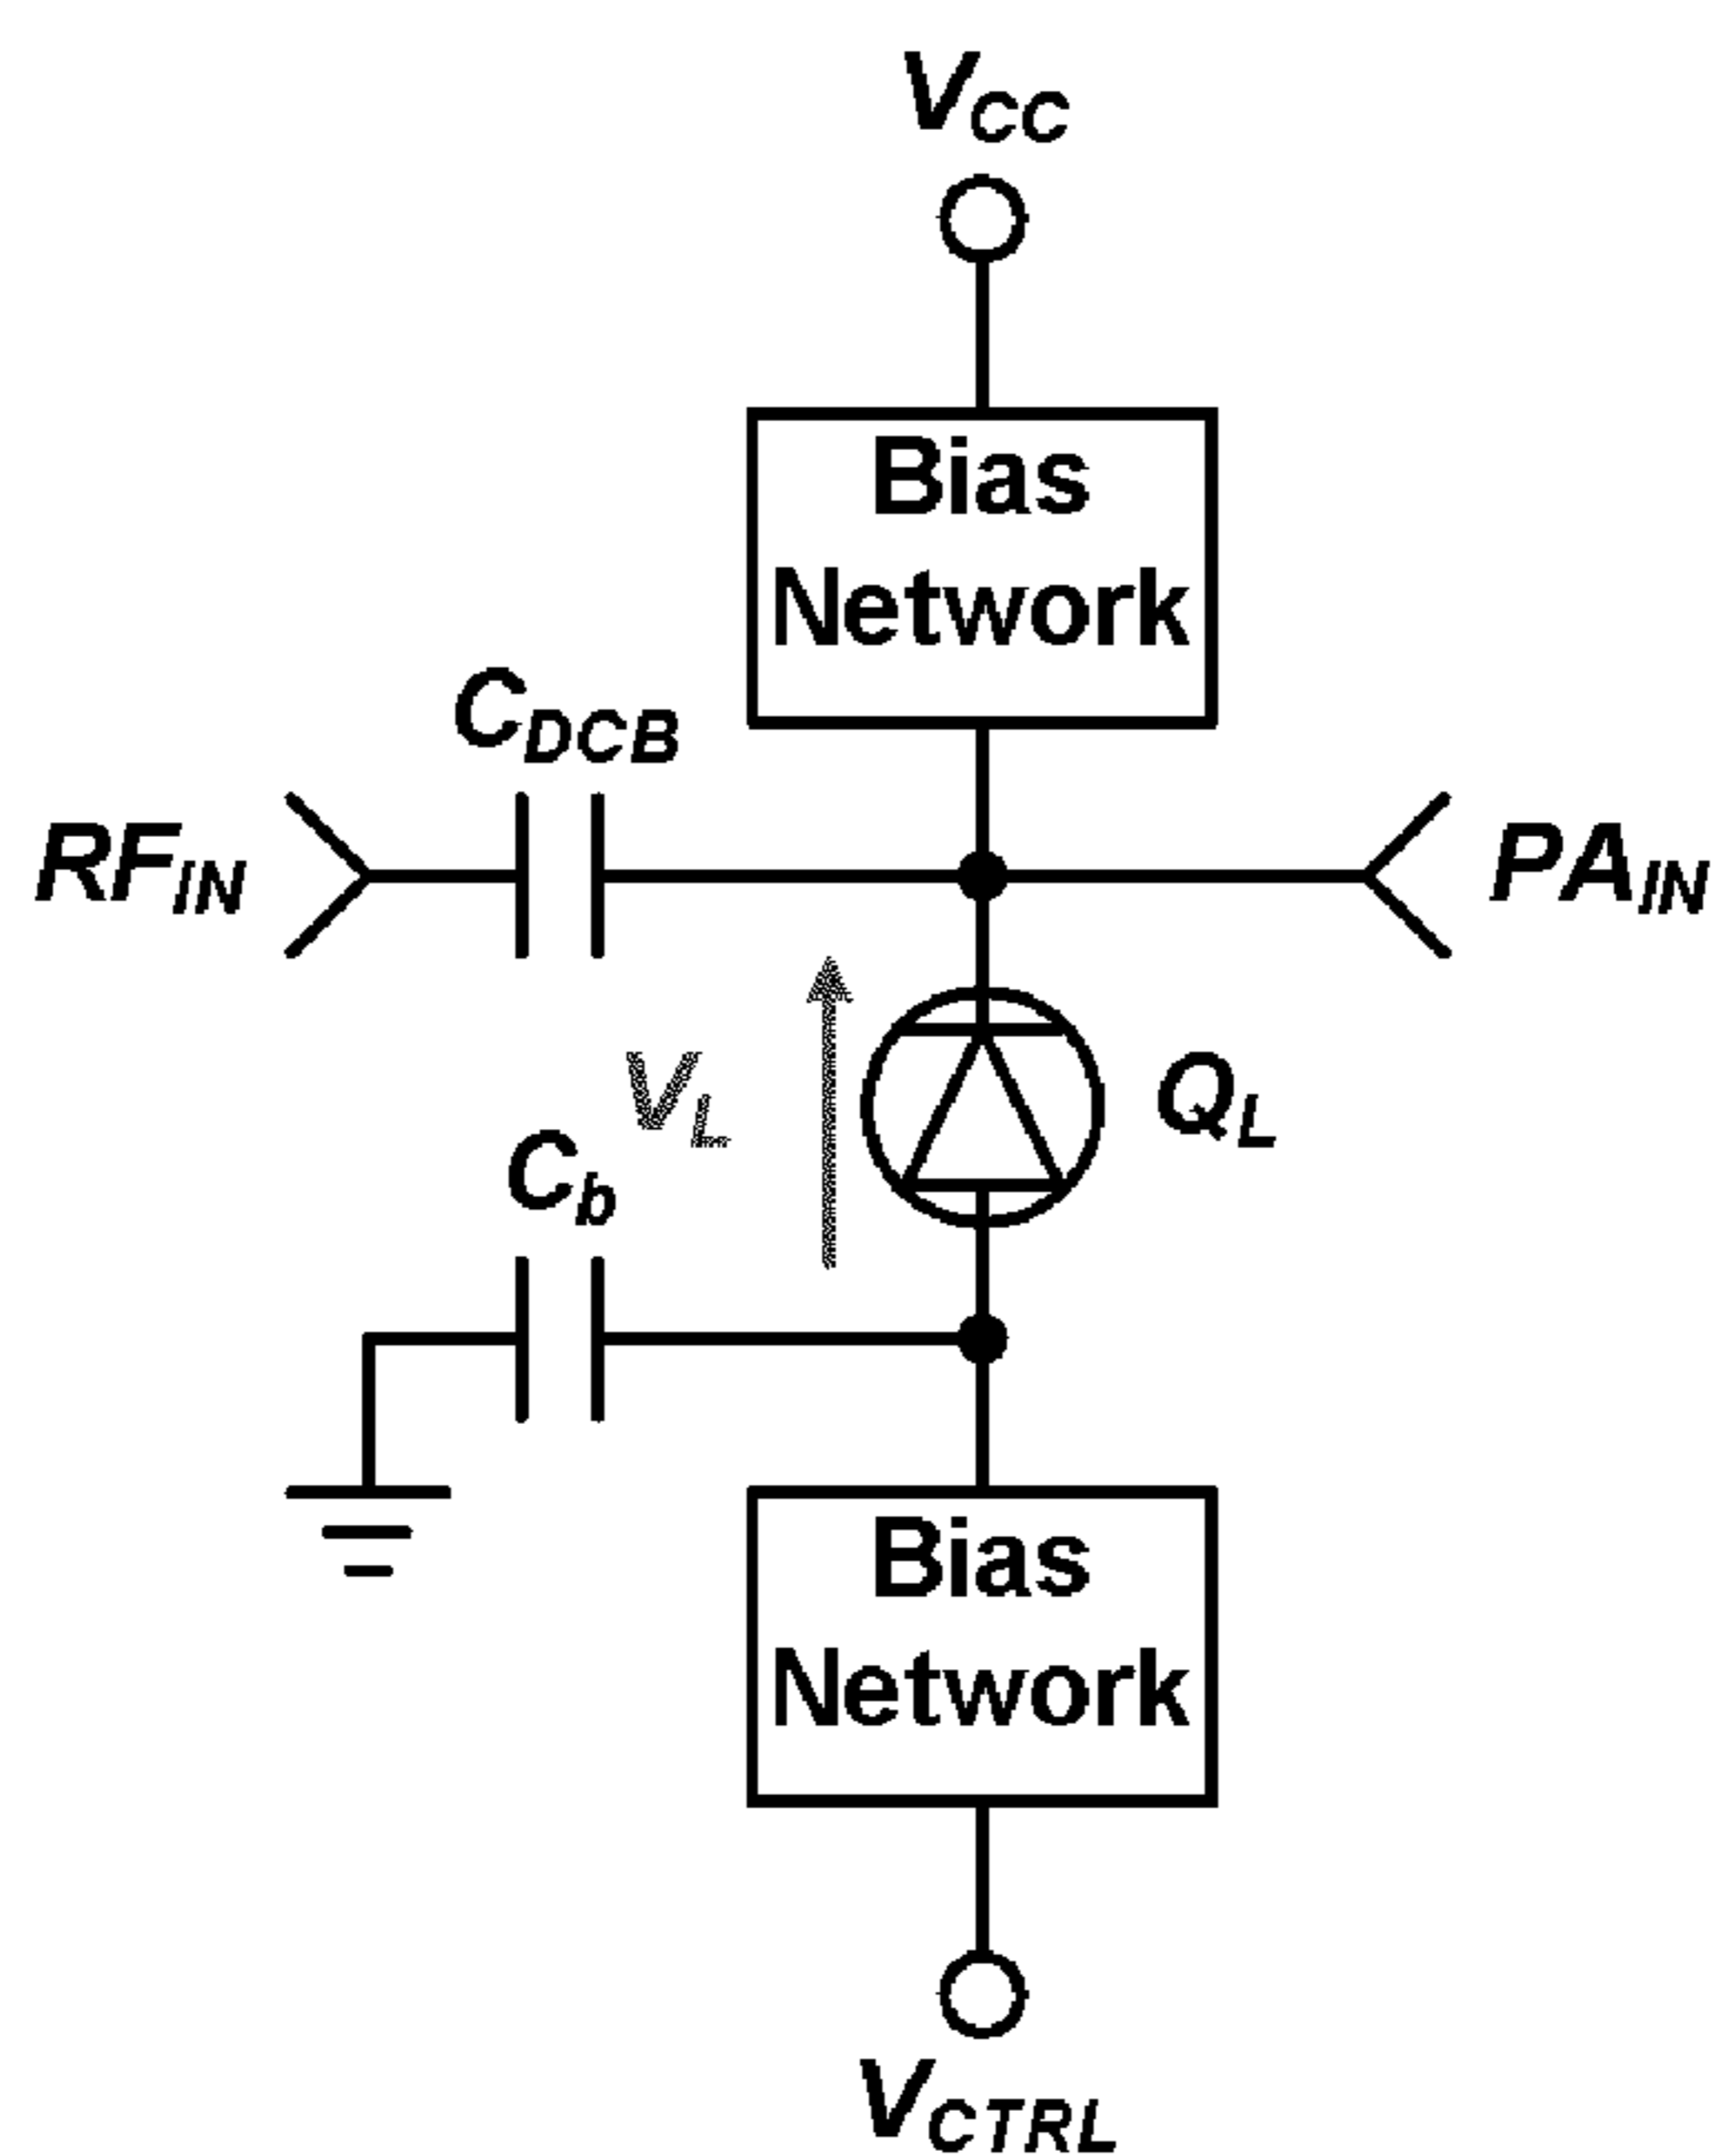 VCC
Bias
Network
CDCB
RFIN
PAIN
VL
QL
Cb
Bias
Network
VCTRL